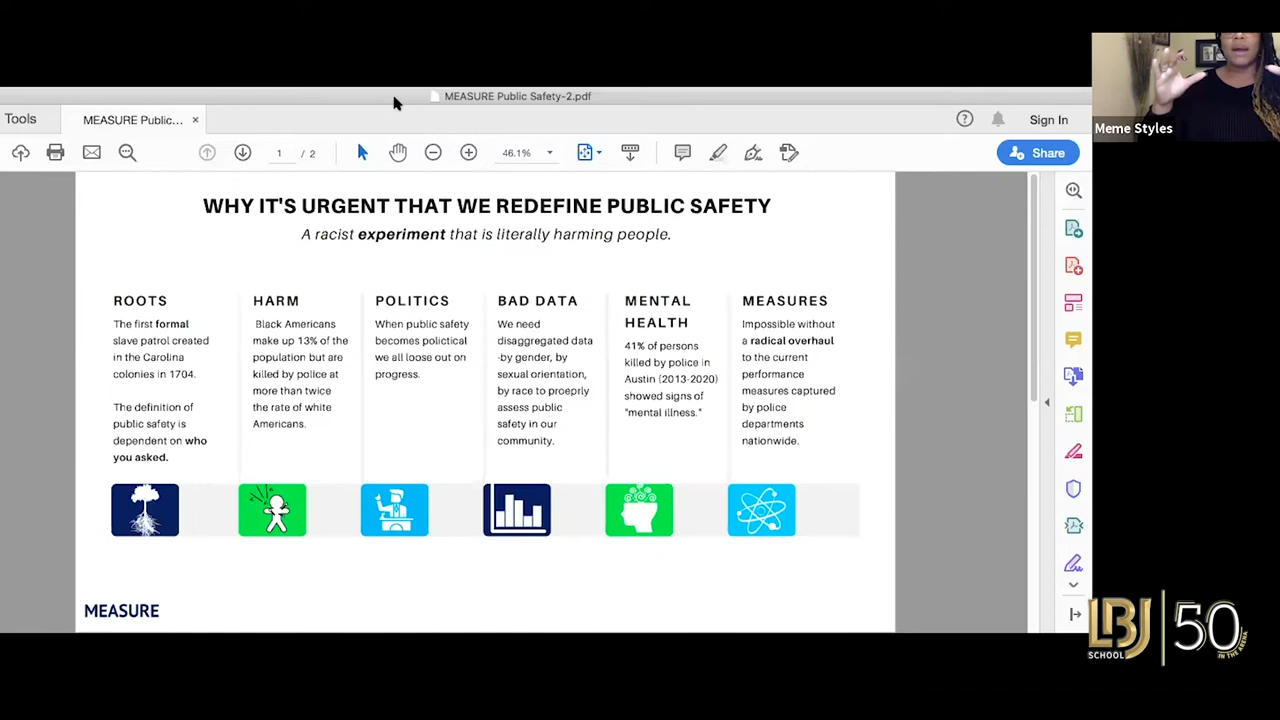 MEASURE Public Safety-2.pdf
Tools
MEASURE Public...
×
Sign In
1 / 2
46.1%
Share
Meme Styles
WHY IT'S URGENT THAT WE REDEFINE PUBLIC SAFETY
A racist experiment that is literally harming people.
ROOTS
The first formal
slave patrol created
in the Carolina
colonies in 1704.
The definition of
public safety is
dependent on who
you asked.
HARM
Black Americans
make up 13% of the
population but are
killed by police at
more than twice
the rate of white
Americans.
POLITICS
When public safety
becomes polictical
we all loose out on
progress.
BAD DATA
We need
disaggregated data
-by gender, by
sexual orientation,
by race to proeprly
assess public
safety in our
community.
MENTAL
HEALTH
41% of persons
killed by police in
Austin (2013-2020)
showed signs of
"mental illness."
MEASURES
Impossible without
a radical overhaul
to the current
performance
measures captured
by police
departments
nationwide.
MEASURE
LBJ
SCHOOL
50
IN THE ARENA